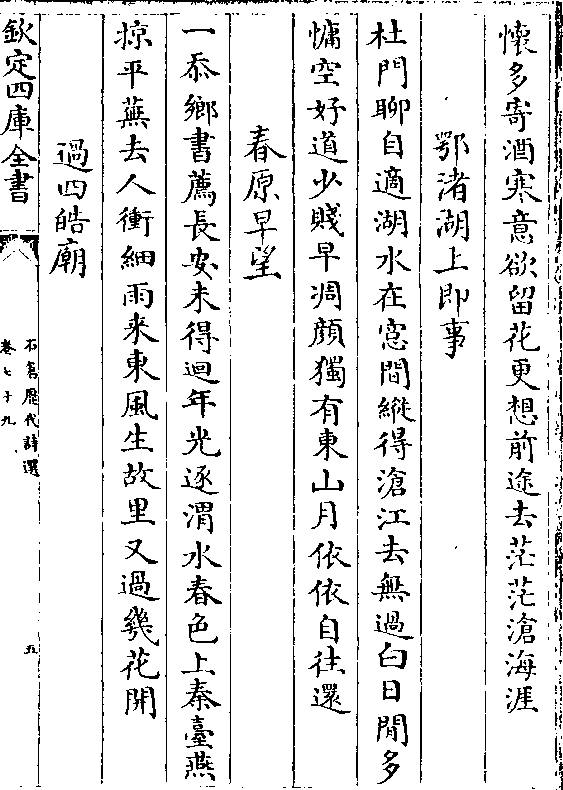 懷多寄酒寒意欲留花更想前途去茫茫滄海涯
鄂渚湖上即事
杜門聊自適湖水在窻間縱得滄江去無過白日閒多
慵空好道少賤早凋顔獨有東山月依依自往還
春原早望
一忝鄉書薦長安未得迴年光逐渭水春色上秦臺燕
掠平蕪去人衝細雨來東風生故里又過幾花開
過四皓廟
欽定四庫全書
石倉歷代詩選
卷七十九
五